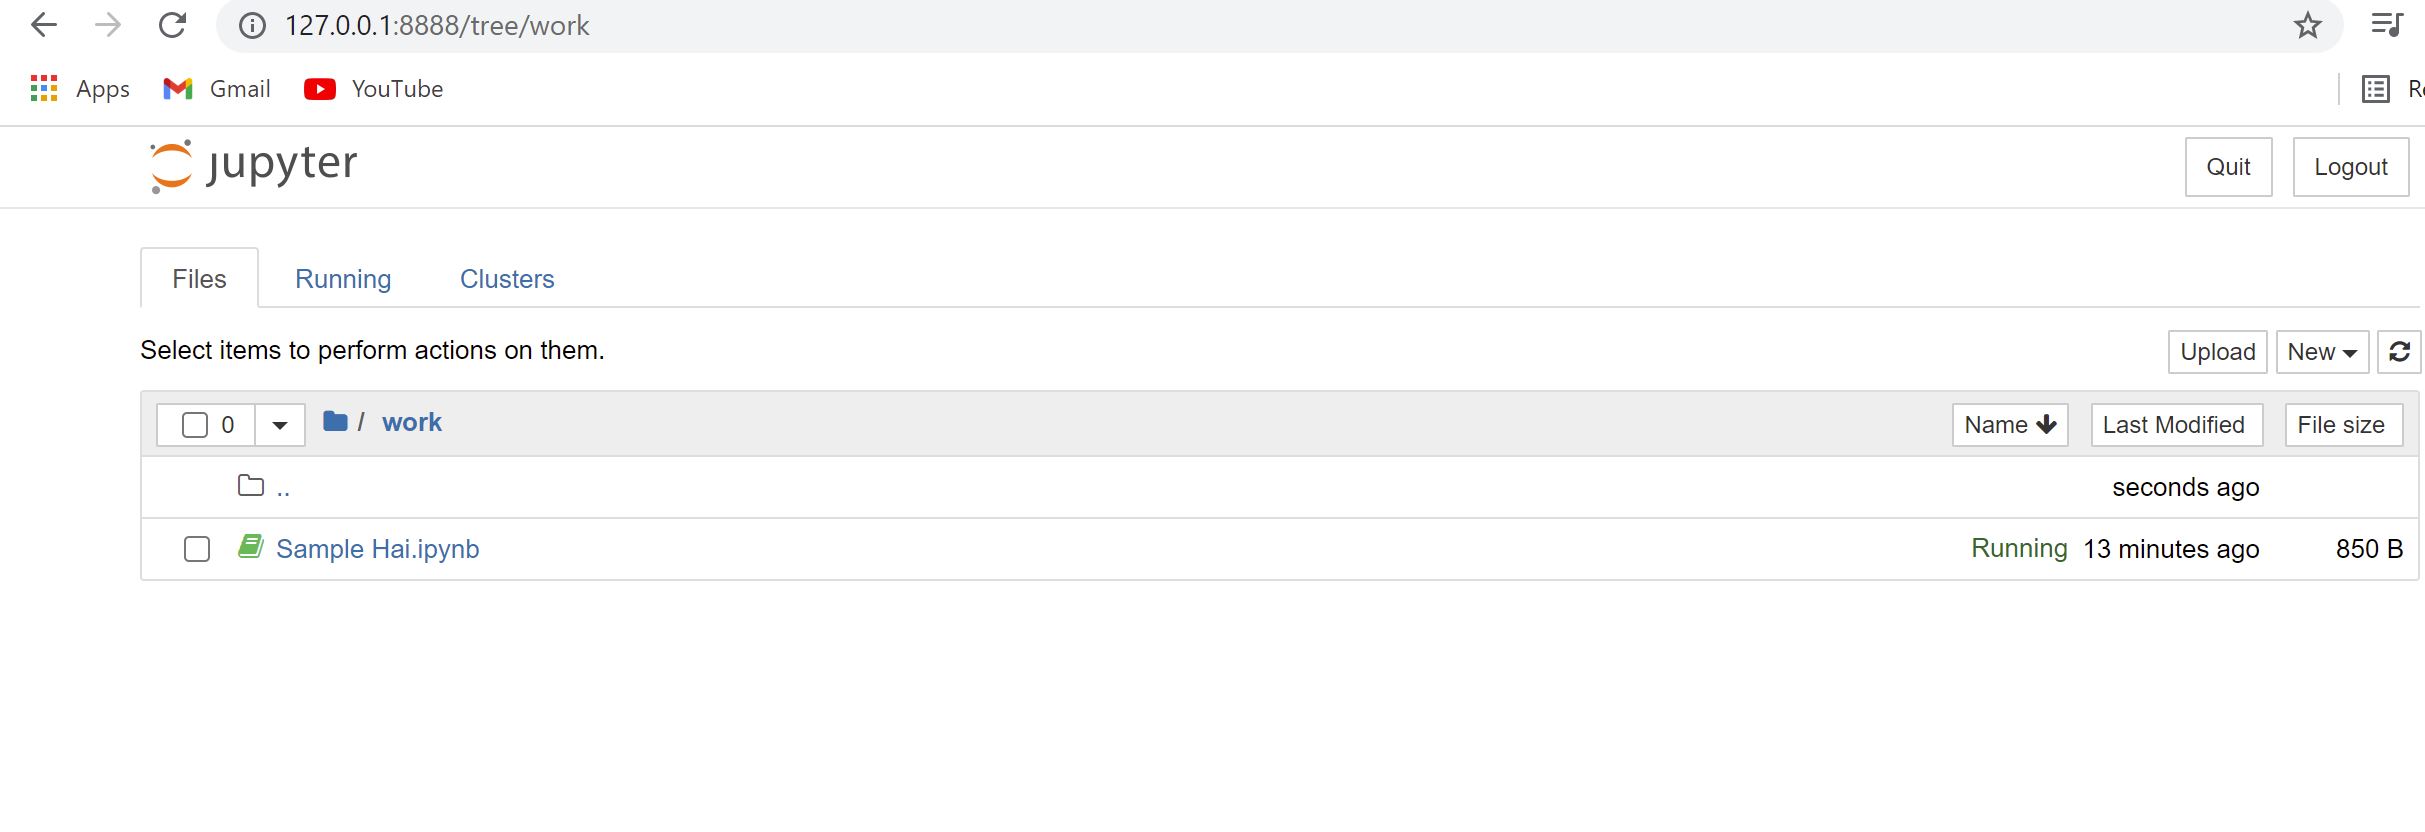 127.0.0.1:8888/tree/work
Apps Gmail YouTube
jupyter Quit Logout
Files Running Clusters
Select items to perform actions on them. Upload New
0 / work Name Last Modified File size
.. seconds ago
Sample Hai.ipynb Running 13 minutes ago 850 B